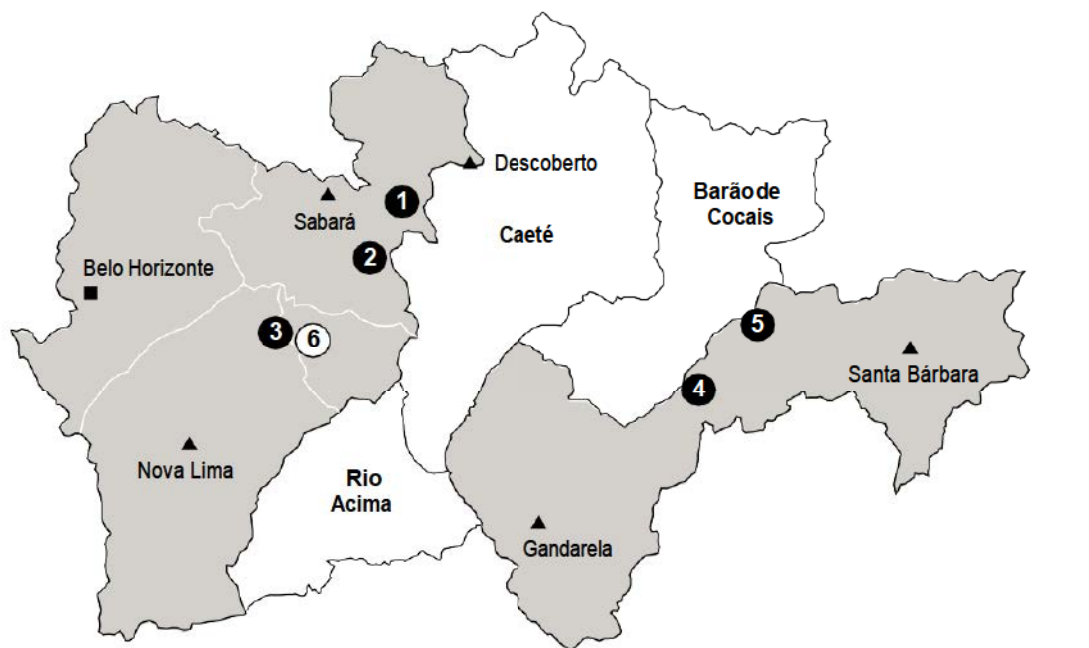 Descoberto
Barão de
Cocais
1
Sabará
Caeté
2
Belo Horizonte
3
6
5
Santa Bárbara
4
Nova Lima
Rio
Acima
Gandarela